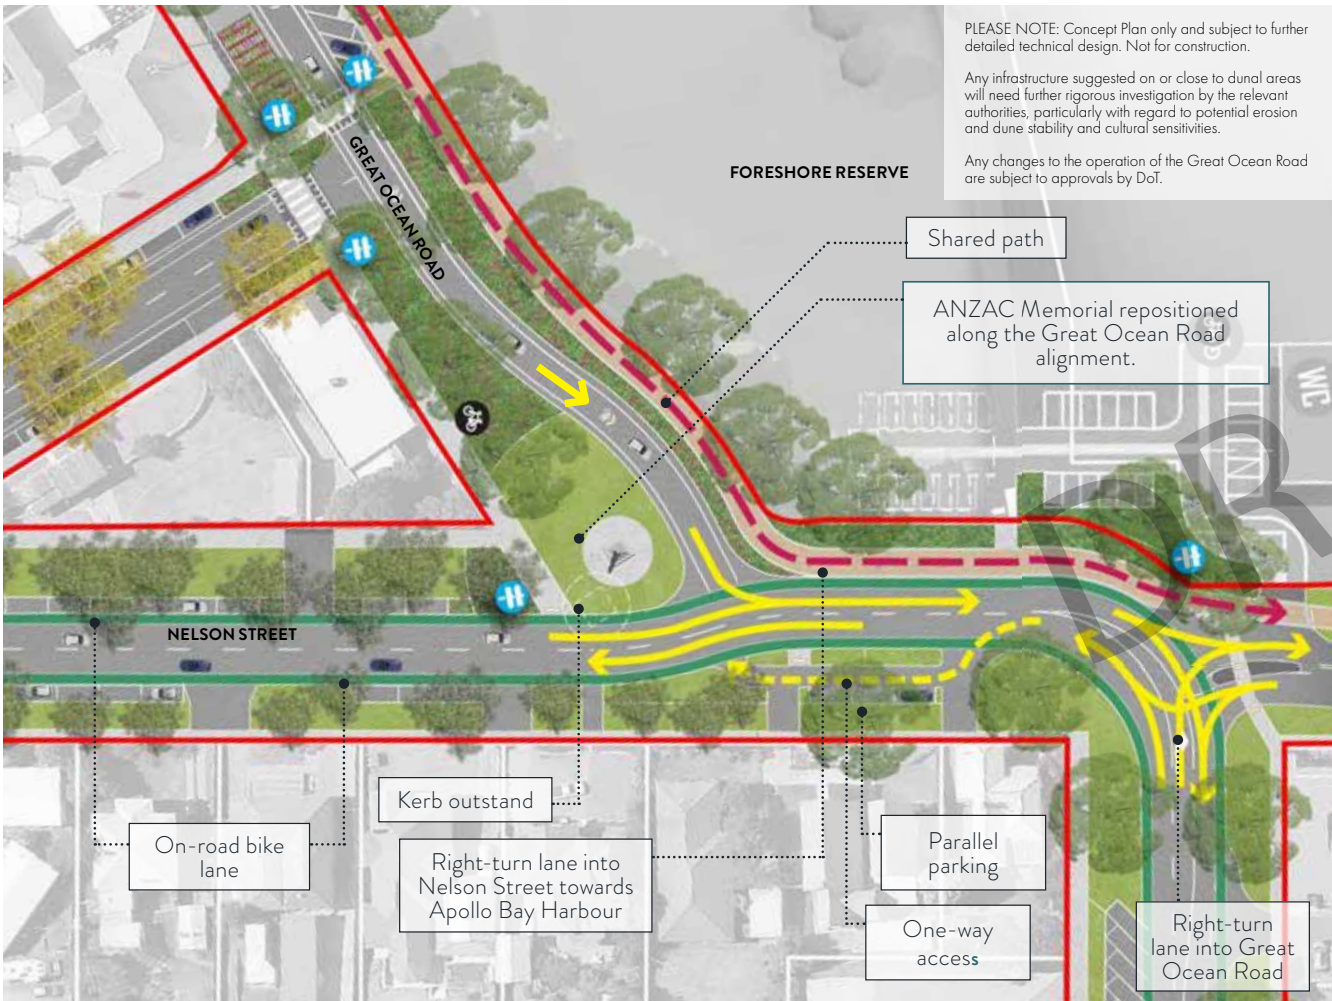 PLEASE NOTE: Concept Plan only and subject to further
detailed technical design. Not for construction.
Any infrastructure suggested on or close to dunal areas
will need further rigorous investigation by the relevant
authorities, particularly with regard to potential erosion
and dune stability and cultural sensitivities.
Any changes to the operation of the Great Ocean Road
are subject to approvals by DoT.
GREAT OCEAN ROAD
FORESHORE RESERVE
Shared path
ANZAC Memorial repositioned
along the Great Ocean Road
alignment.
WC
DR
NELSON STREET
Kerb outstand
On-road bike
lane
Right-turn lane into
Nelson Street towards
Apollo Bay Harbour
Parallel
parking
One-way
access
Right-turn
lane into Great
Ocean Road